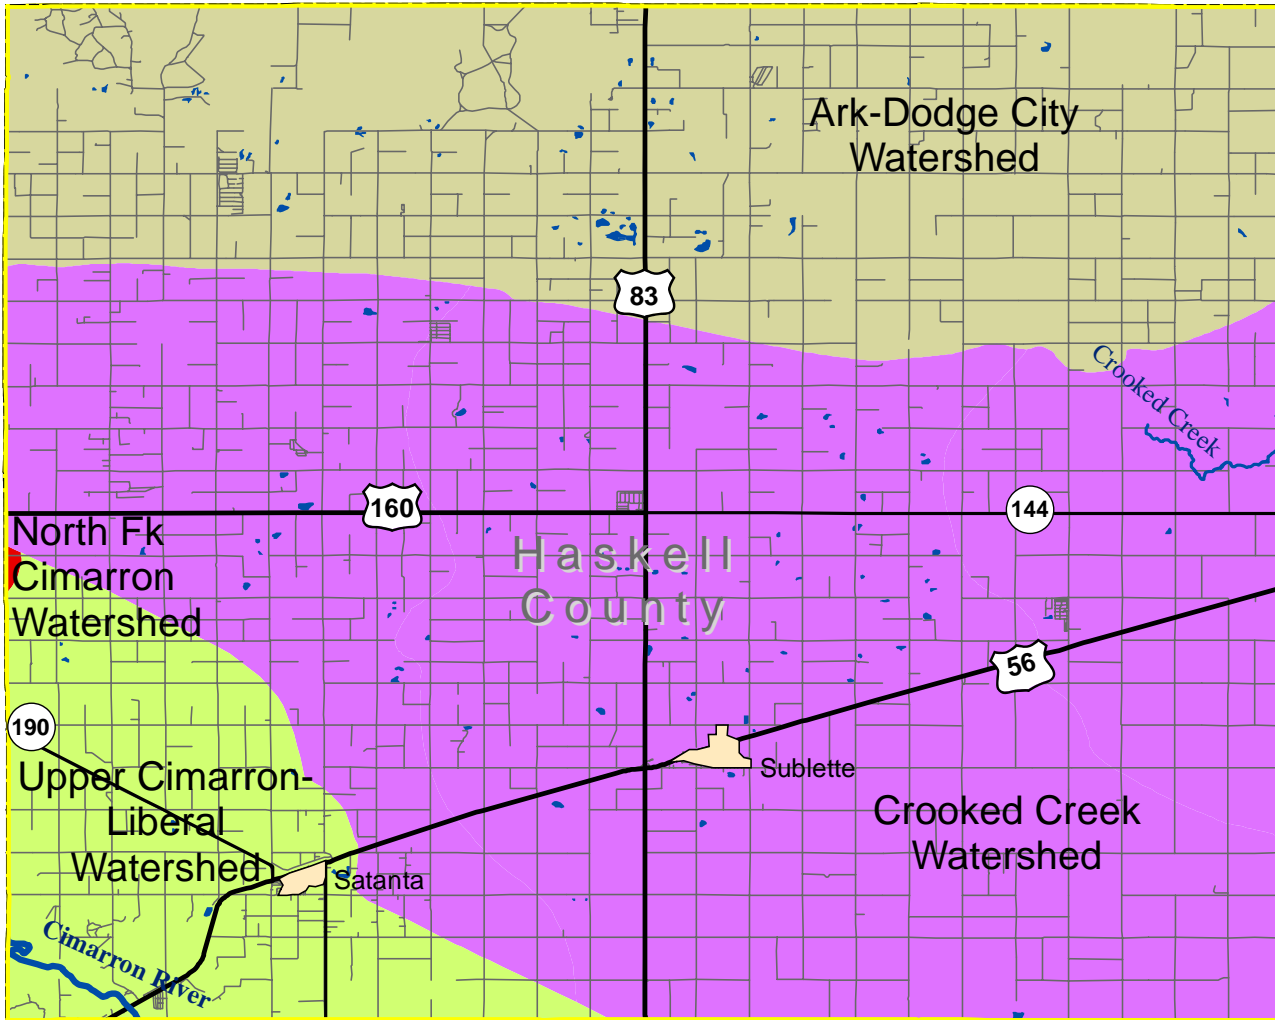 Ark-Dodge City
Watershed
83
Crooked Creek
160
144
North Fk
Cimarron
Watershed
Haskell
County
56
190
Upper Cimarron-
Liberal
Watershed
Sublette
Crooked Creek
Watershed
Satanta
Cimarron River